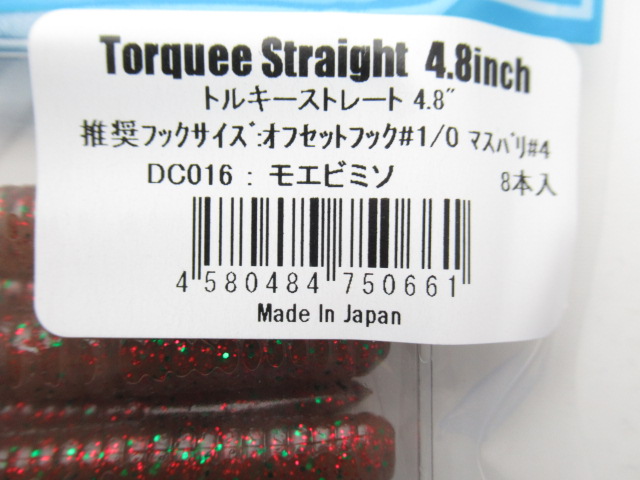 Torquee Straight 4.8inch
トルキーストレート 4.8″
推奨フックサイズ:オフセットフック#1/0 マスバリ#4
DC016 : モエビミソ 8本入
4 580484 750661
Made In Japan